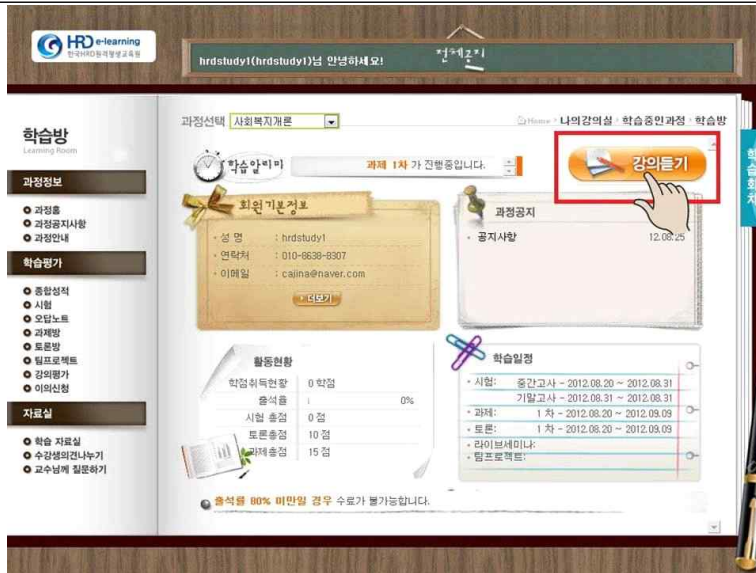 HRD e-learning
한국HRD원격평생교육원
hrdstudy1(hrdstudy1)님 안녕하세요!
전체공지
학습방
Learning Room
과정정보
과정홈
과정공지사항
과정안내
학습평가
종합성적
시험
오답노트
과제방
토론방
팀프로젝트
강의평가
이의신청
자료실
학습 자료실
수강생의견나누기
교수님께 질문하기
과정선택 사회복지개론
Home > 나의강의실 > 학습중인과정 > 학습방
학습알리미
과제 1차 가 진행중입니다.
강의듣기
회원기본정보
· 성 명 : hrdstudy1
· 연락처 : 010-8638-8307
· 이메일 : cajina@naver.com
더보기
과정공지
· 공지사항 12.08.25
활동현황
학점취득현황 0 학점
출석율 0%
시험 총점 0 점
토론총점 10 점
과제총점 15 점
학습일정
· 시험: 중간고사 - 2012.08.20 ~ 2012.08.31
기말고사 - 2012.08.31 ~ 2012.08.31
· 과제: 1 차 - 2012.08.20 ~ 2012.09.09
· 토론: 1 차 - 2012.08.20 ~ 2012.09.09
· 라이브세미나:
· 팀프로젝트:
출석률 80% 미만일 경우 수료가 불가능합니다.
학습회차